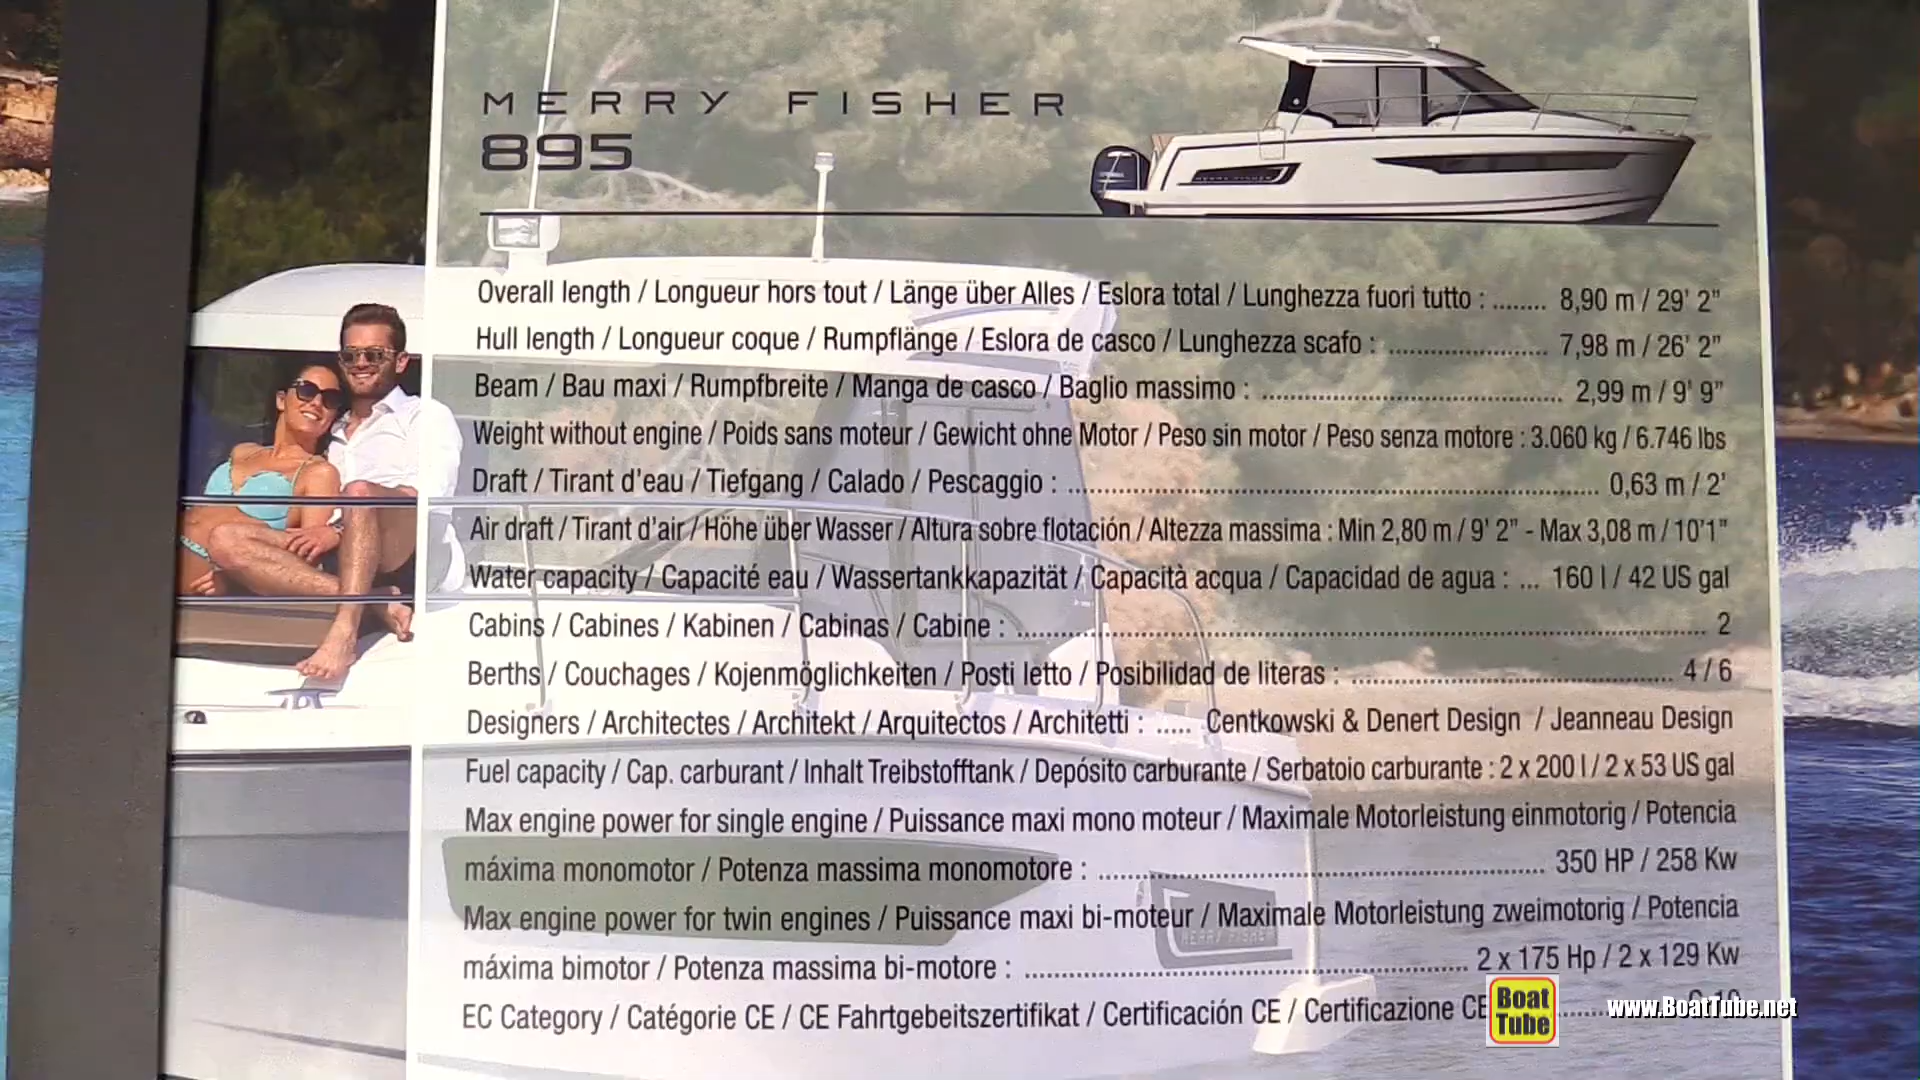 MERRY FISHER
895
Overall length / Longueur hors tout / Länge über Alles / Eslora total / Lunghezza fuori tutto : ........ 8,90 m / 29' 2"
Hull length / Longueur coque / Rumpflänge / Eslora de casco / Lunghezza scafo : ....................... 7,98 m / 26' 2"
Beam / Bau maxi / Rumpfbreite / Manga de casco / Baglio massimo : ............................................ 2,99 m / 9' 9"
Weight without engine / Poids sans moteur / Gewicht ohne Motor / Peso sin motor / Peso senza motore : 3.060 kg / 6.746 lbs
Draft / Tirant d'eau / Tiefgang / Calado / Pescaggio : ............................................................................... 0,63 m / 2'
Air draft / Tirant d'air / Höhe über Wasser / Altura sobre flotación / Altezza massima : Min 2,80 m / 9' 2" - Max 3,08 m / 10'1"
Water capacity / Capacité eau / Wassertankkapazität / Capacità acqua / Capacidad de agua : ... 160 l / 42 US gal
Cabins / Cabines / Kabinen / Cabinas / Cabine : .................................................................................................... 2
Berths / Couchages / Kojenmöglichkeiten / Posti letto / Posibilidad de literas : ............................................... 4 / 6
Designers / Architectes / Architekt / Arquitectos / Architetti : ..... Centkowski & Denert Design / Jeanneau Design
Fuel capacity / Cap. carburant / Inhalt Treibstofftank / Depósito carburante / Serbatoio carburante : 2 x 200 l / 2 x 53 US gal
Max engine power for single engine / Puissance maxi mono moteur / Maximale Motorleistung einmotorig / Potencia
máxima monomotor / Potenza massima monomotore : ................................................................ 350 HP / 258 Kw
Max engine power for twin engines / Puissance maxi bi-moteur / Maximale Motorleistung zweimotorig / Potencia
máxima bimotor / Potenza massima bi-motore : ............................................................... 2 x 175 Hp / 2 x 129 Kw
EC Category / Catégorie CE / CE Fahrtgebeitszertifikat / Certificación CE / Certificazione CE
MERRY FISHER
Boat
Tube
www.BoatTube.net